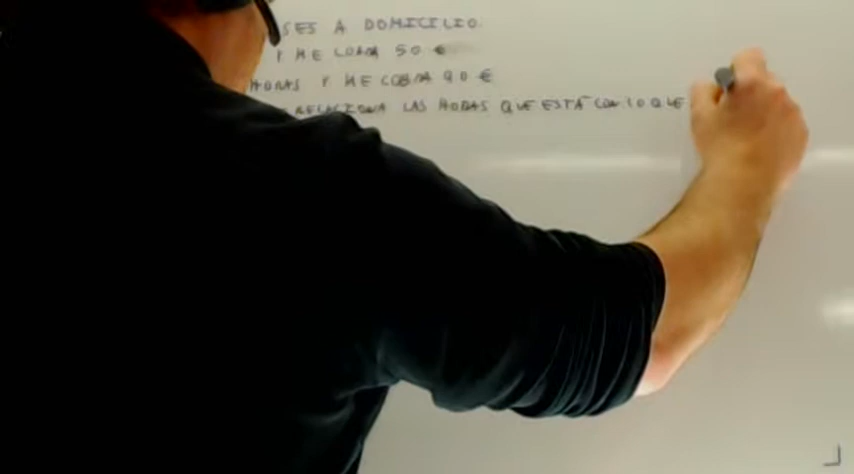 SES A DOMICILIO
Y ME COBRA 50 €
HORAS Y ME COBRA 90 €
RELACIONA LAS HORAS QUE ESTÁ CON LO QUE